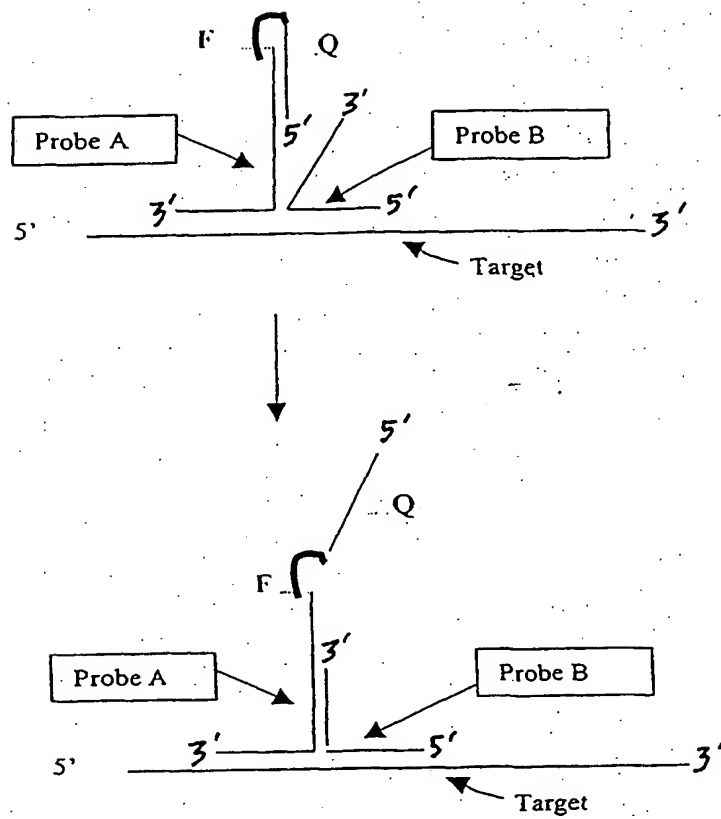 F Q
3'
Probe A 5' Probe B
3' 5'
5' 3'
Target
5'
Q
F
3'
Probe A Probe B
3' 5'
5' 3'
Target